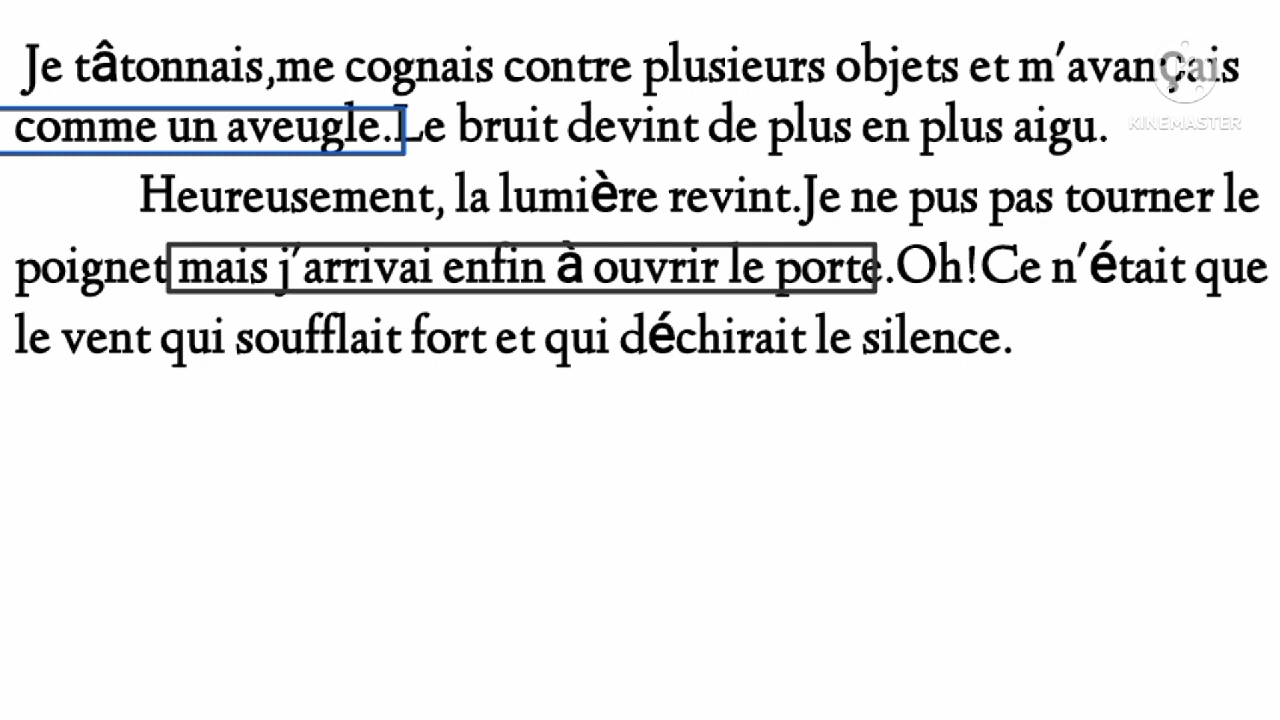 Je tâtonnais,me cognais contre plusieurs objets et m'avançais
KINEMASTER
comme un aveugle.Le bruit devint de plus en plus aigu.
Heureusement, la lumière revint.Je ne pus pas tourner le
poignet mais j'arrivai enfin à ouvrir le porte.Oh!Ce n'était que
le vent qui soufflait fort et qui déchirait le silence.